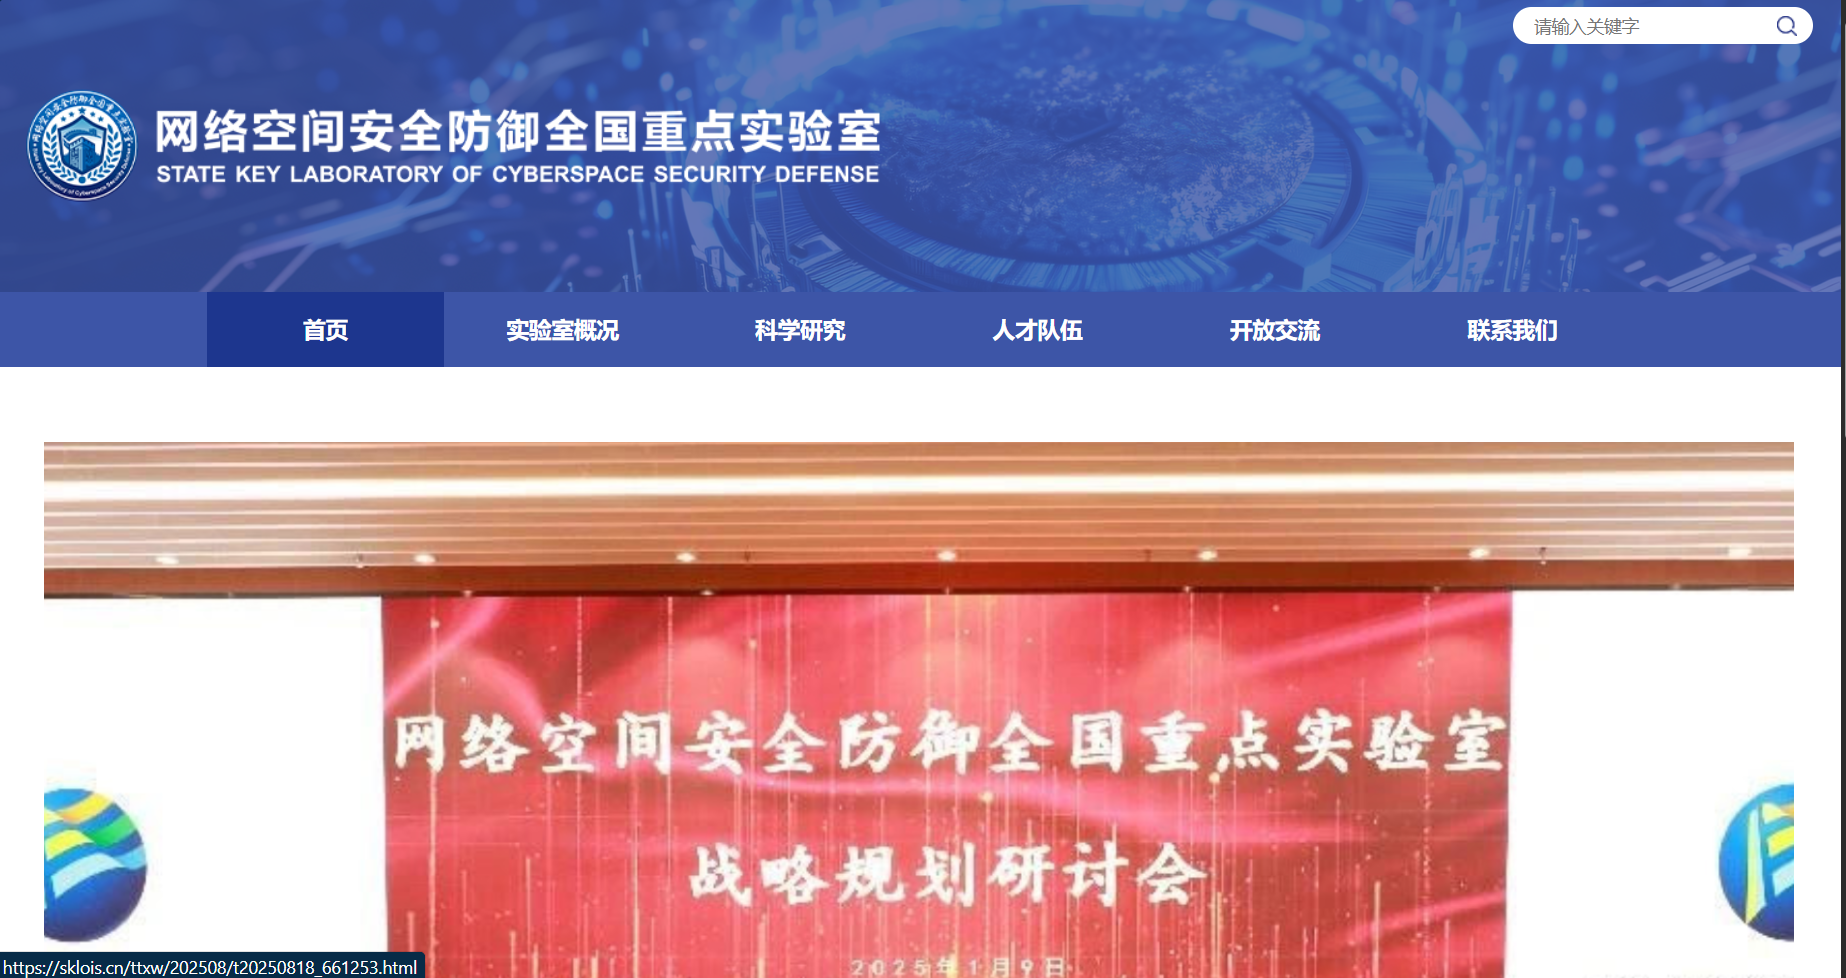 请输入关键字
网络空间安全防御全国重点实验室
STATE KEY LABORATORY OF CYBERSPACE SECURITY DEFENSE
首页 实验室概况 科学研究 人才队伍 开放交流 联系我们
网络空间安全防御全国重点实验室
战略规划研讨会
2025年1月9日
https://sklois.cn/ttxw/202508/t20250818_661253.html